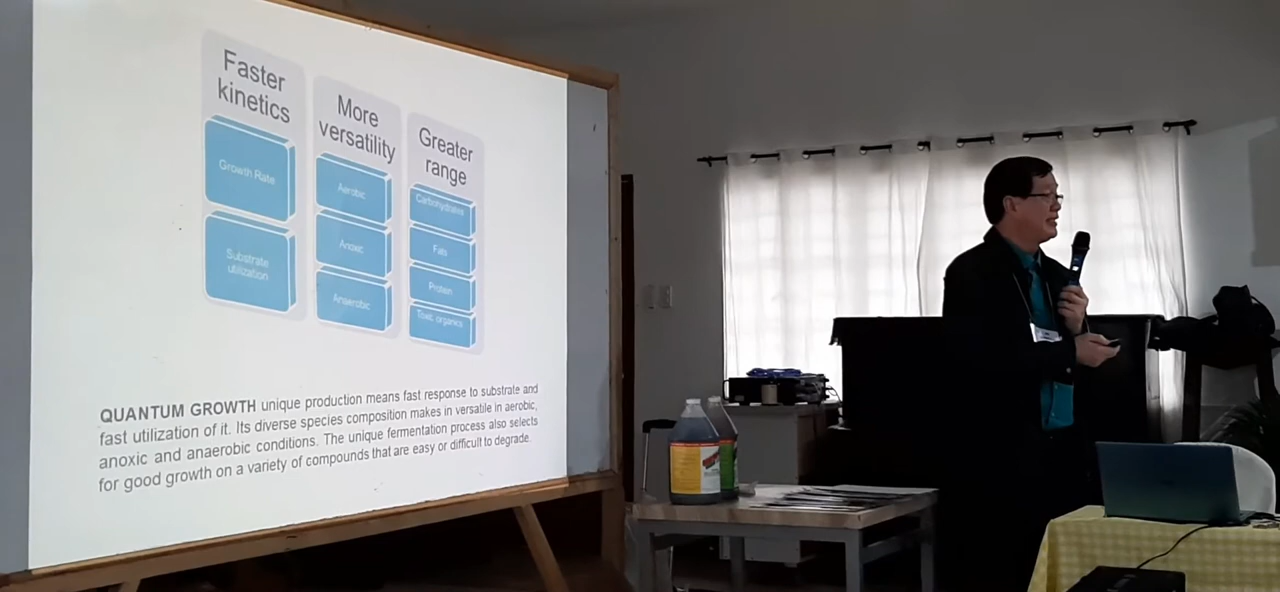 Faster
kinetics
Growth Rate
Substrate
utilization
More
versatility
Aerobic
Anoxic
Anaerobic
Greater
range
Carbohydrates
Fats
Protein
Toxic organics
QUANTUM GROWTH unique production means fast response to substrate and
fast utilization of it. Its diverse species composition makes in versatile in aerobic,
anoxic and anaerobic conditions. The unique fermentation process also selects
for good growth on a variety of compounds that are easy or difficult to degrade.